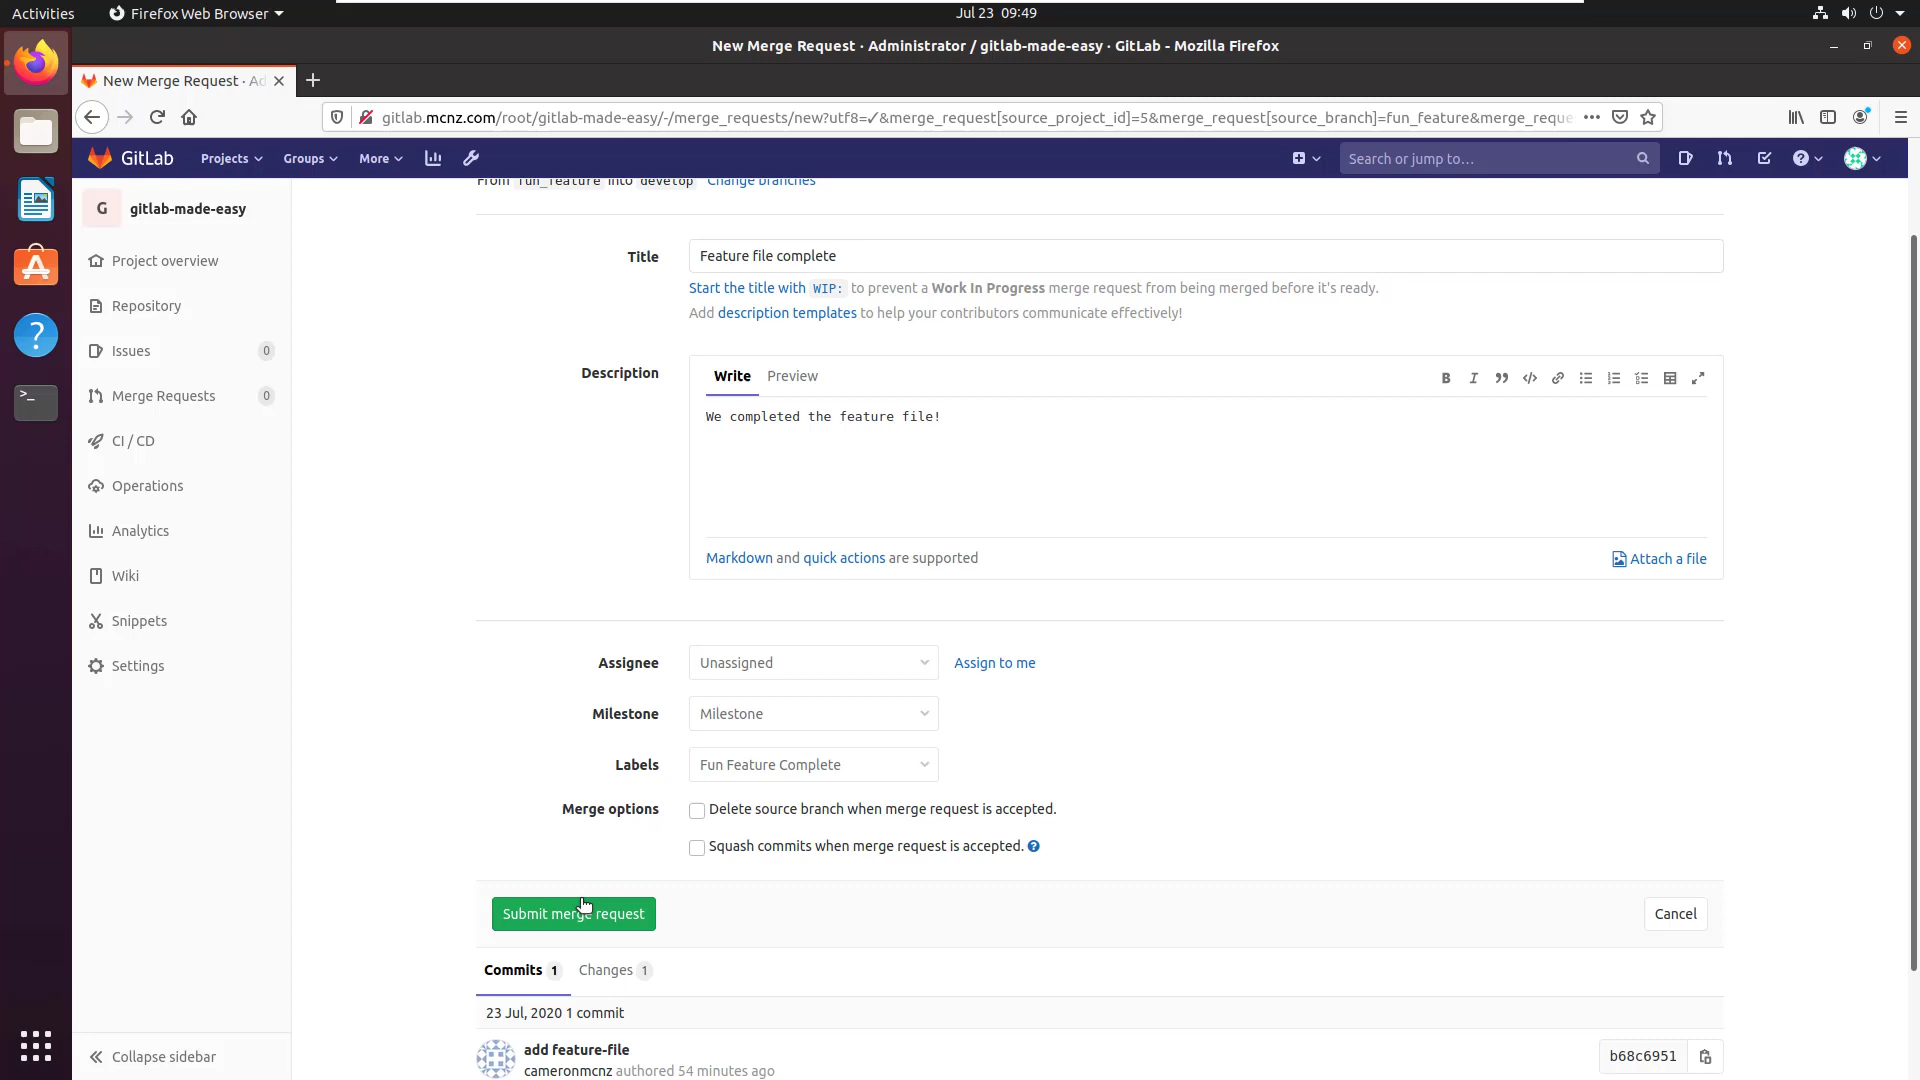 Activities
Firefox Web Browser
Jul 23 09:49
New Merge Request · Administrator / gitlab-made-easy · GitLab - Mozilla Firefox
New Merge Request · Ad
gitlab.mcnz.com/root/gitlab-made-easy/-/merge_requests/new?utf8=✓&merge_request[source_project_id]=5&merge_request[source_branch]=fun_feature&merge_reque
GitLab
Projects
Groups
More
Search or jump to…
From fun_feature into develop Change branches
G gitlab-made-easy
Project overview
Repository
Issues 0
Merge Requests 0
CI / CD
Operations
Analytics
Wiki
Snippets
Settings
Collapse sidebar
Title
Feature file complete
Start the title with WIP: to prevent a Work In Progress merge request from being merged before it's ready.
Add description templates to help your contributors communicate effectively!
Description
Write Preview
We completed the feature file!
Markdown and quick actions are supported
Attach a file
Assignee
Unassigned
Assign to me
Milestone
Milestone
Labels
Fun Feature Complete
Merge options
Delete source branch when merge request is accepted.
Squash commits when merge request is accepted.
Submit merge request
Cancel
Commits 1
Changes 1
23 Jul, 2020 1 commit
add feature-file
b68c6951
cameronmcnz authored 54 minutes ago